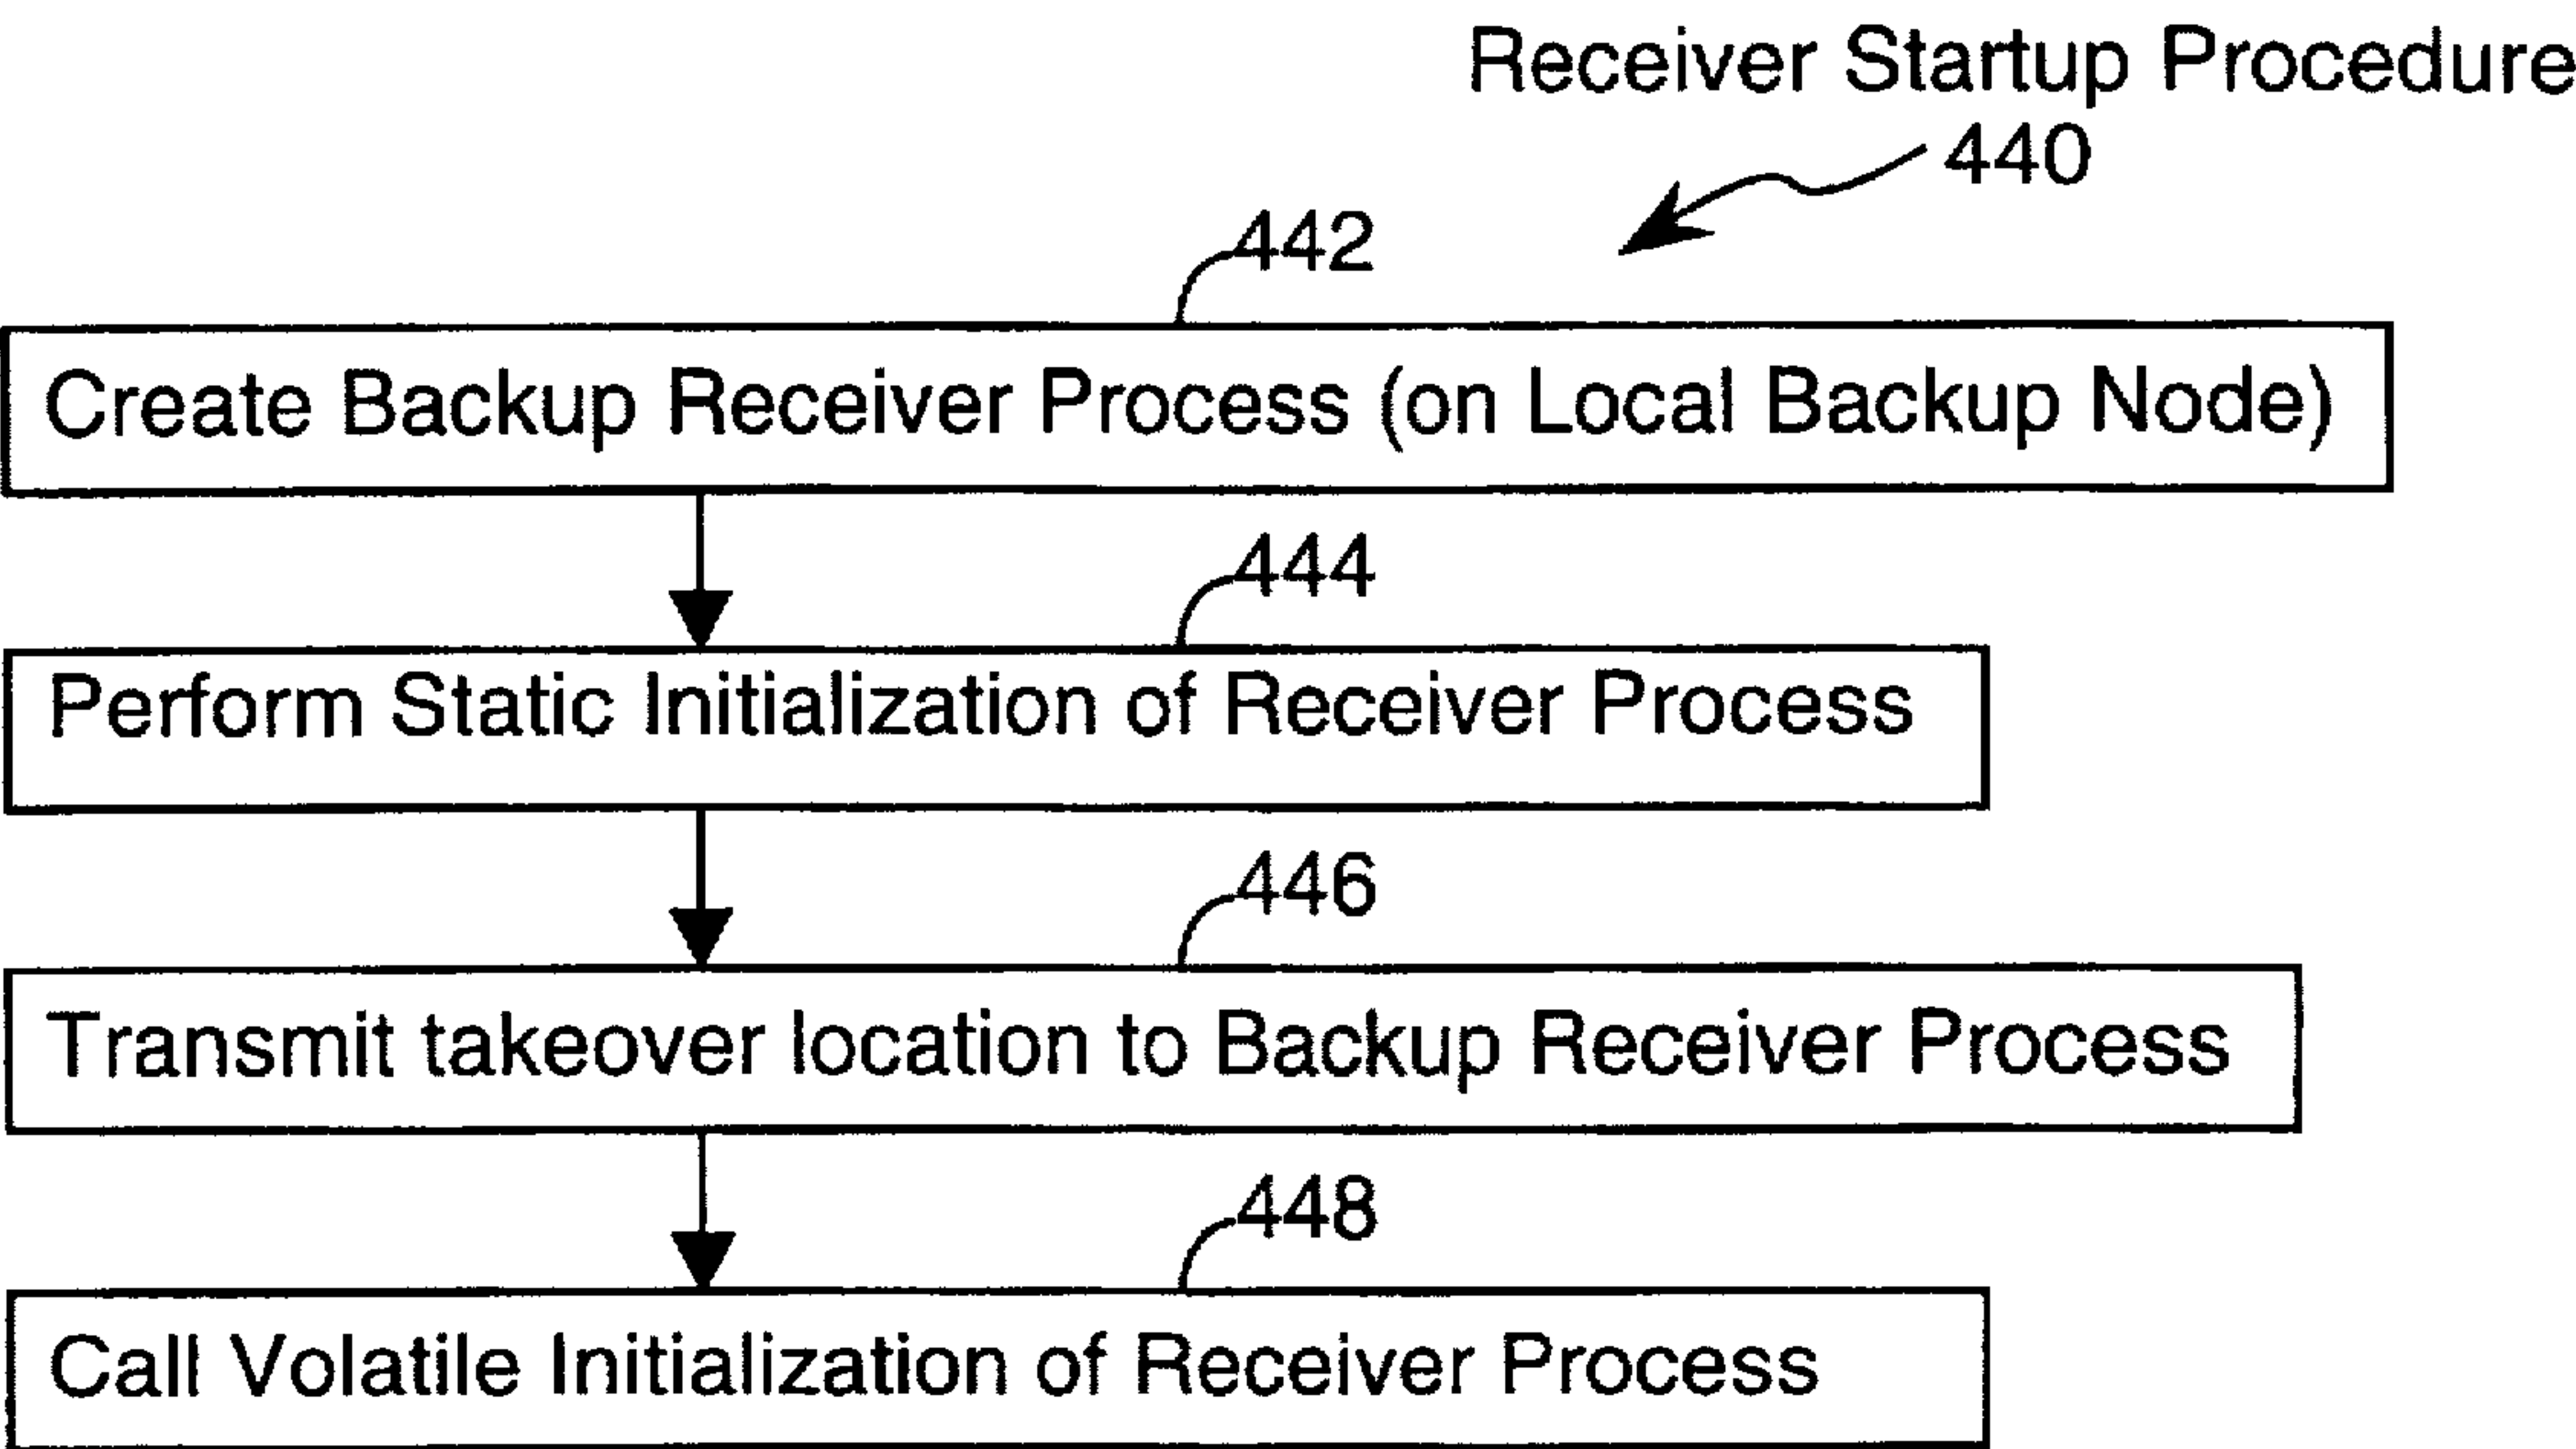 Receiver Startup Procedure
440
442
Create Backup Receiver Process (on Local Backup Node)
444
Perform Static Initialization of Receiver Process
446
Transmit takeover location to Backup Receiver Process
448
Call Volatile Initialization of Receiver Process